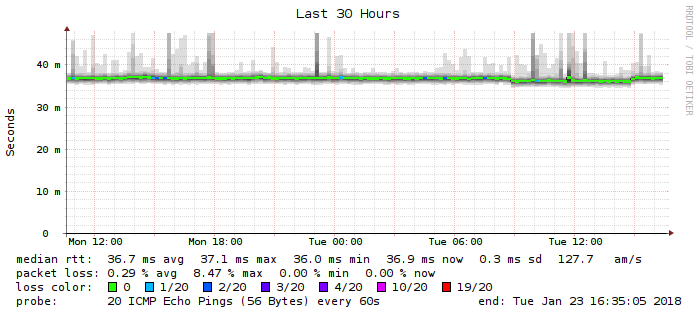 Last 30 Hours
RRDTOOL / TOBI OETIKER
Seconds
40 m
30 m
20 m
10 m
0
Mon 12:00 Mon 18:00 Tue 00:00 Tue 06:00 Tue 12:00
median rtt: 36.7 ms avg 37.1 ms max 36.0 ms min 36.9 ms now 0.3 ms sd 127.7 am/s
packet loss: 0.29 % avg 8.47 % max 0.00 % min 0.00 % now
loss color: 0 1/20 2/20 3/20 4/20 10/20 19/20
probe: 20 ICMP Echo Pings (56 Bytes) every 60s end: Tue Jan 23 16:35:05 2018